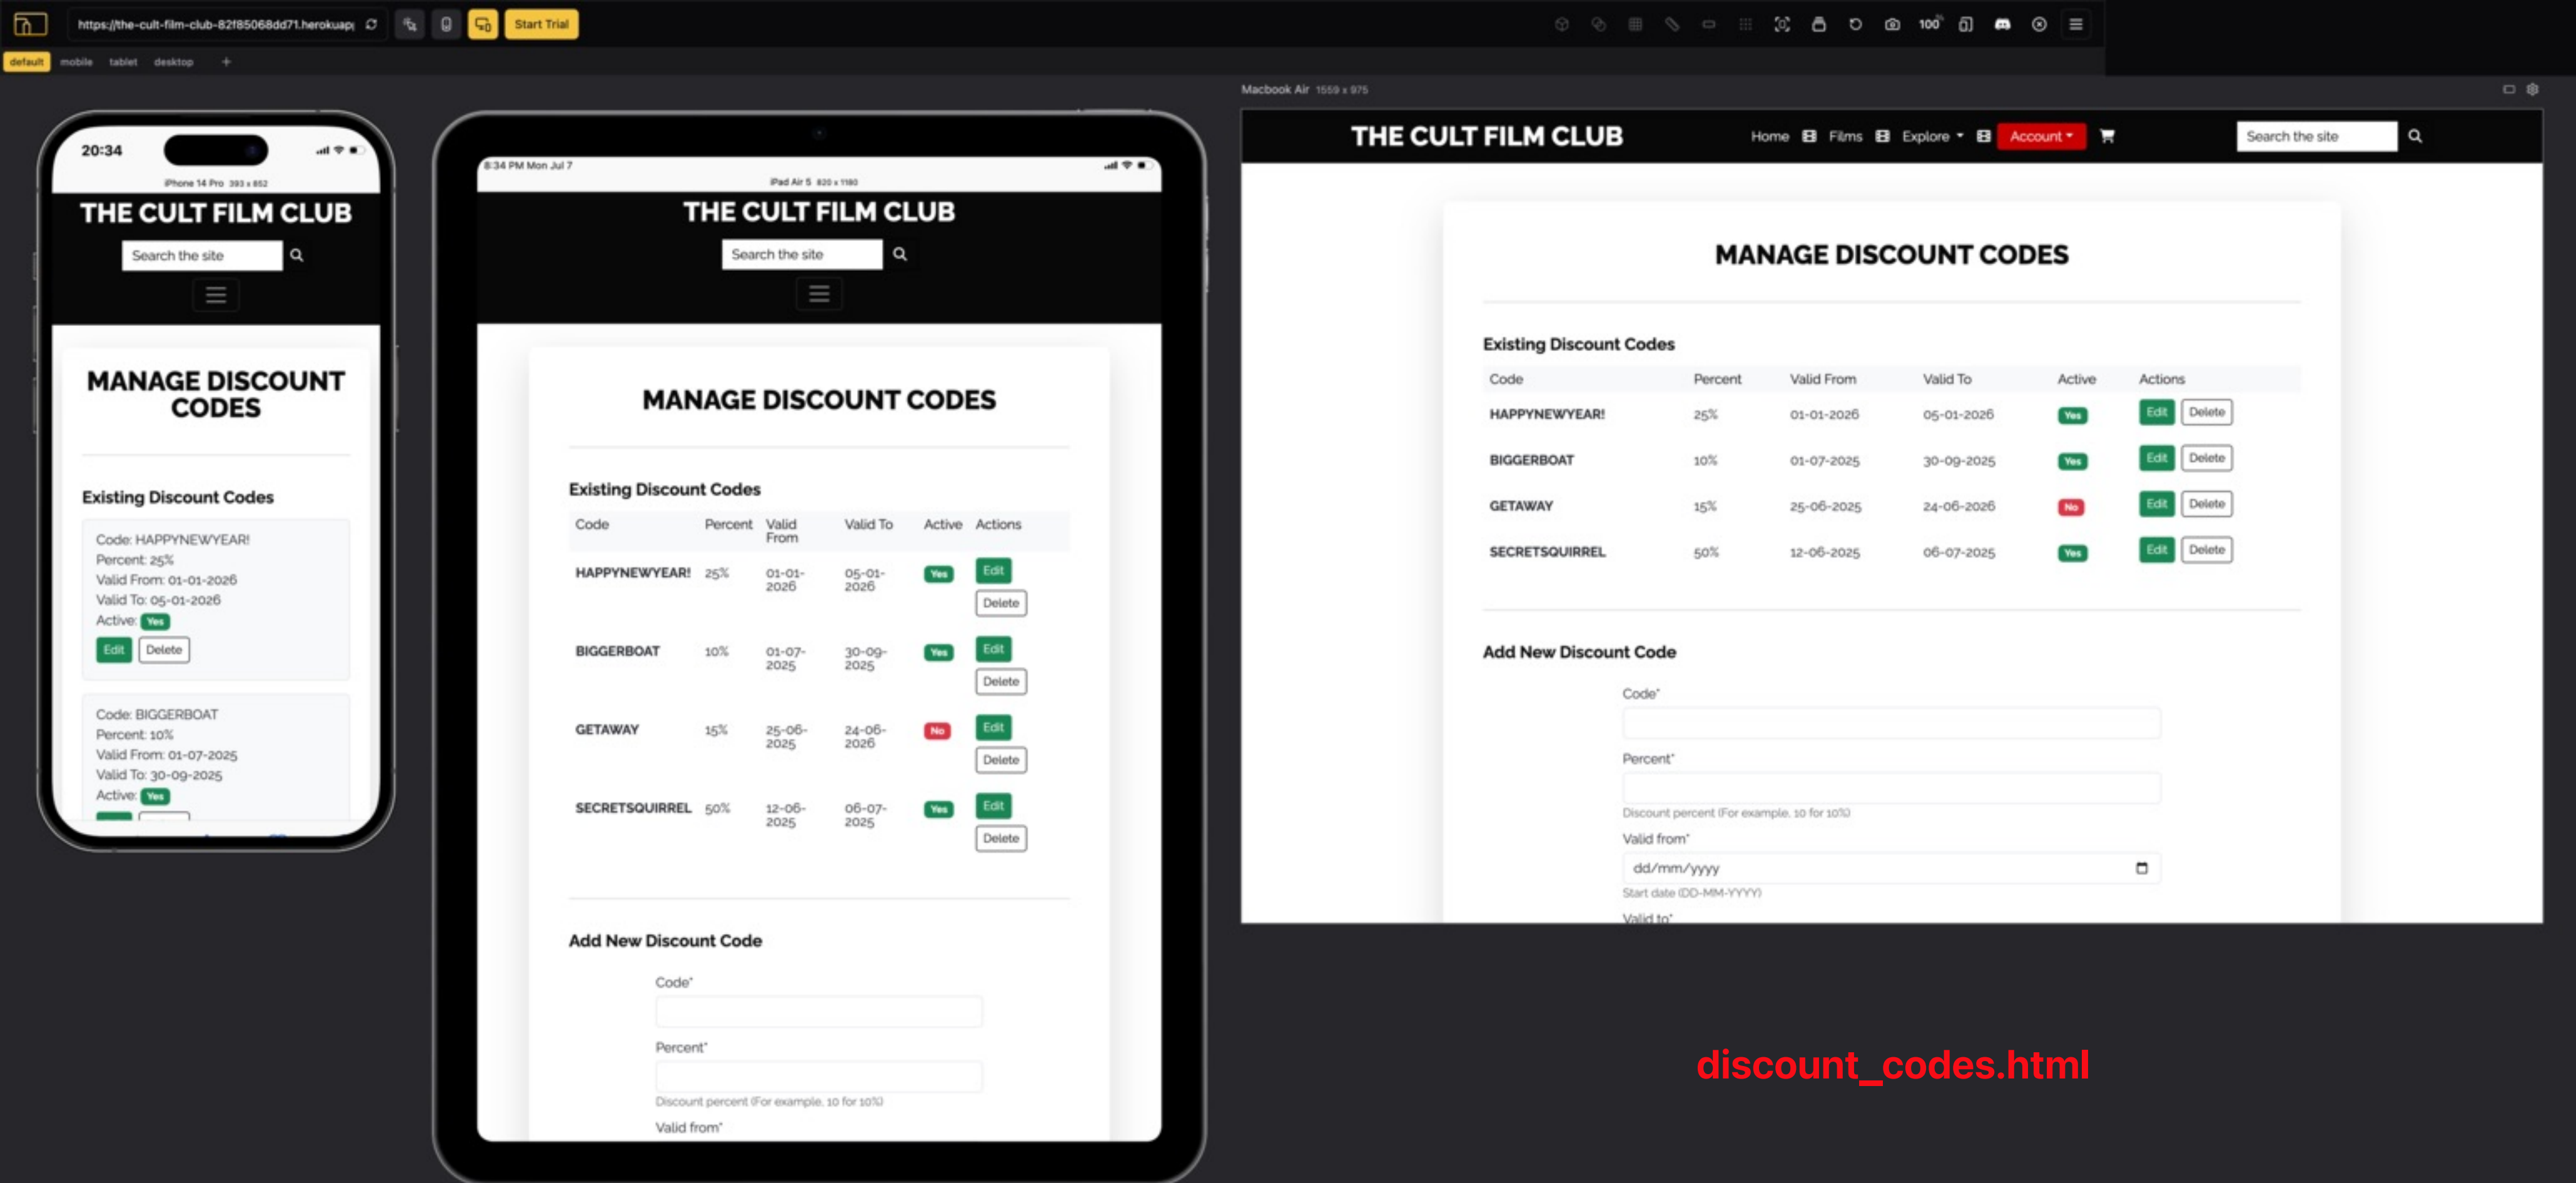 https://the-cult-film-club-82f85068dd71.herokuap
Start Trial
100%
default mobile tablet desktop +
20:34
iPhone 14 Pro 393 x 852
THE CULT FILM CLUB
Search the site
MANAGE DISCOUNT
CODES
Existing Discount Codes
Code: HAPPYNEWYEAR!
Percent: 25%
Valid From: 01-01-2026
Valid To: 05-01-2026
Active: Yes
Edit Delete
Code: BIGGERBOAT
Percent: 10%
Valid From: 01-07-2025
Valid To: 30-09-2025
Active: Yes
8:34 PM Mon Jul 7
iPad Air 5 820 x 1180
THE CULT FILM CLUB
Search the site
MANAGE DISCOUNT CODES
Existing Discount Codes
Code Percent Valid From Valid To Active Actions
HAPPYNEWYEAR! 25% 01-01-2026 05-01-2026 Yes Edit Delete
BIGGERBOAT 10% 01-07-2025 30-09-2025 Yes Edit Delete
GETAWAY 15% 25-06-2025 24-06-2026 No Edit Delete
SECRETSQUIRREL 50% 12-06-2025 06-07-2025 Yes Edit Delete
Add New Discount Code
Code*
Percent*
Discount percent (For example, 10 for 10%)
Valid from*
Macbook Air 1559 x 975
THE CULT FILM CLUB Home Films Explore Account Search the site
MANAGE DISCOUNT CODES
Existing Discount Codes
Code Percent Valid From Valid To Active Actions
HAPPYNEWYEAR! 25% 01-01-2026 05-01-2026 Yes Edit Delete
BIGGERBOAT 10% 01-07-2025 30-09-2025 Yes Edit Delete
GETAWAY 15% 25-06-2025 24-06-2026 No Edit Delete
SECRETSQUIRREL 50% 12-06-2025 06-07-2025 Yes Edit Delete
Add New Discount Code
Code*
Percent*
Discount percent (For example, 10 for 10%)
Valid from*
dd/mm/yyyy
Start date (DD-MM-YYYY)
Valid to*
discount_codes.html